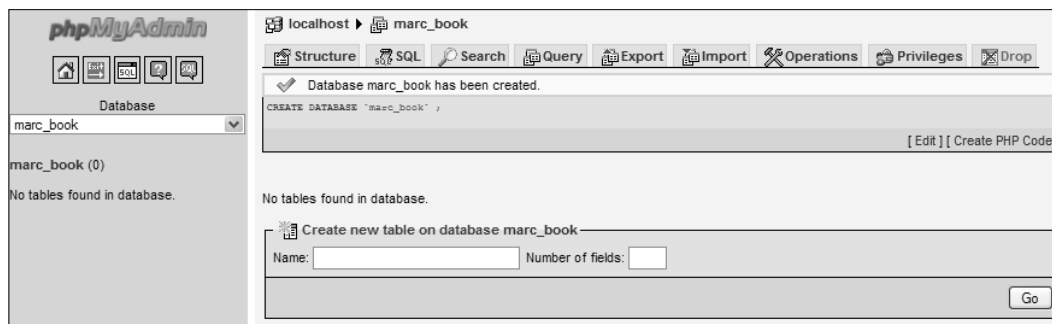 phpMyAdmin
Database
marc_book
marc_book (0)
No tables found in database.
localhost marc_book
Structure SQL Search Query Export Import Operations Privileges Drop
Database marc_book has been created.
CREATE DATABASE `marc_book` ;
[ Edit ] [ Create PHP Code
No tables found in database.
Create new table on database marc_book
Name: Number of fields:
Go